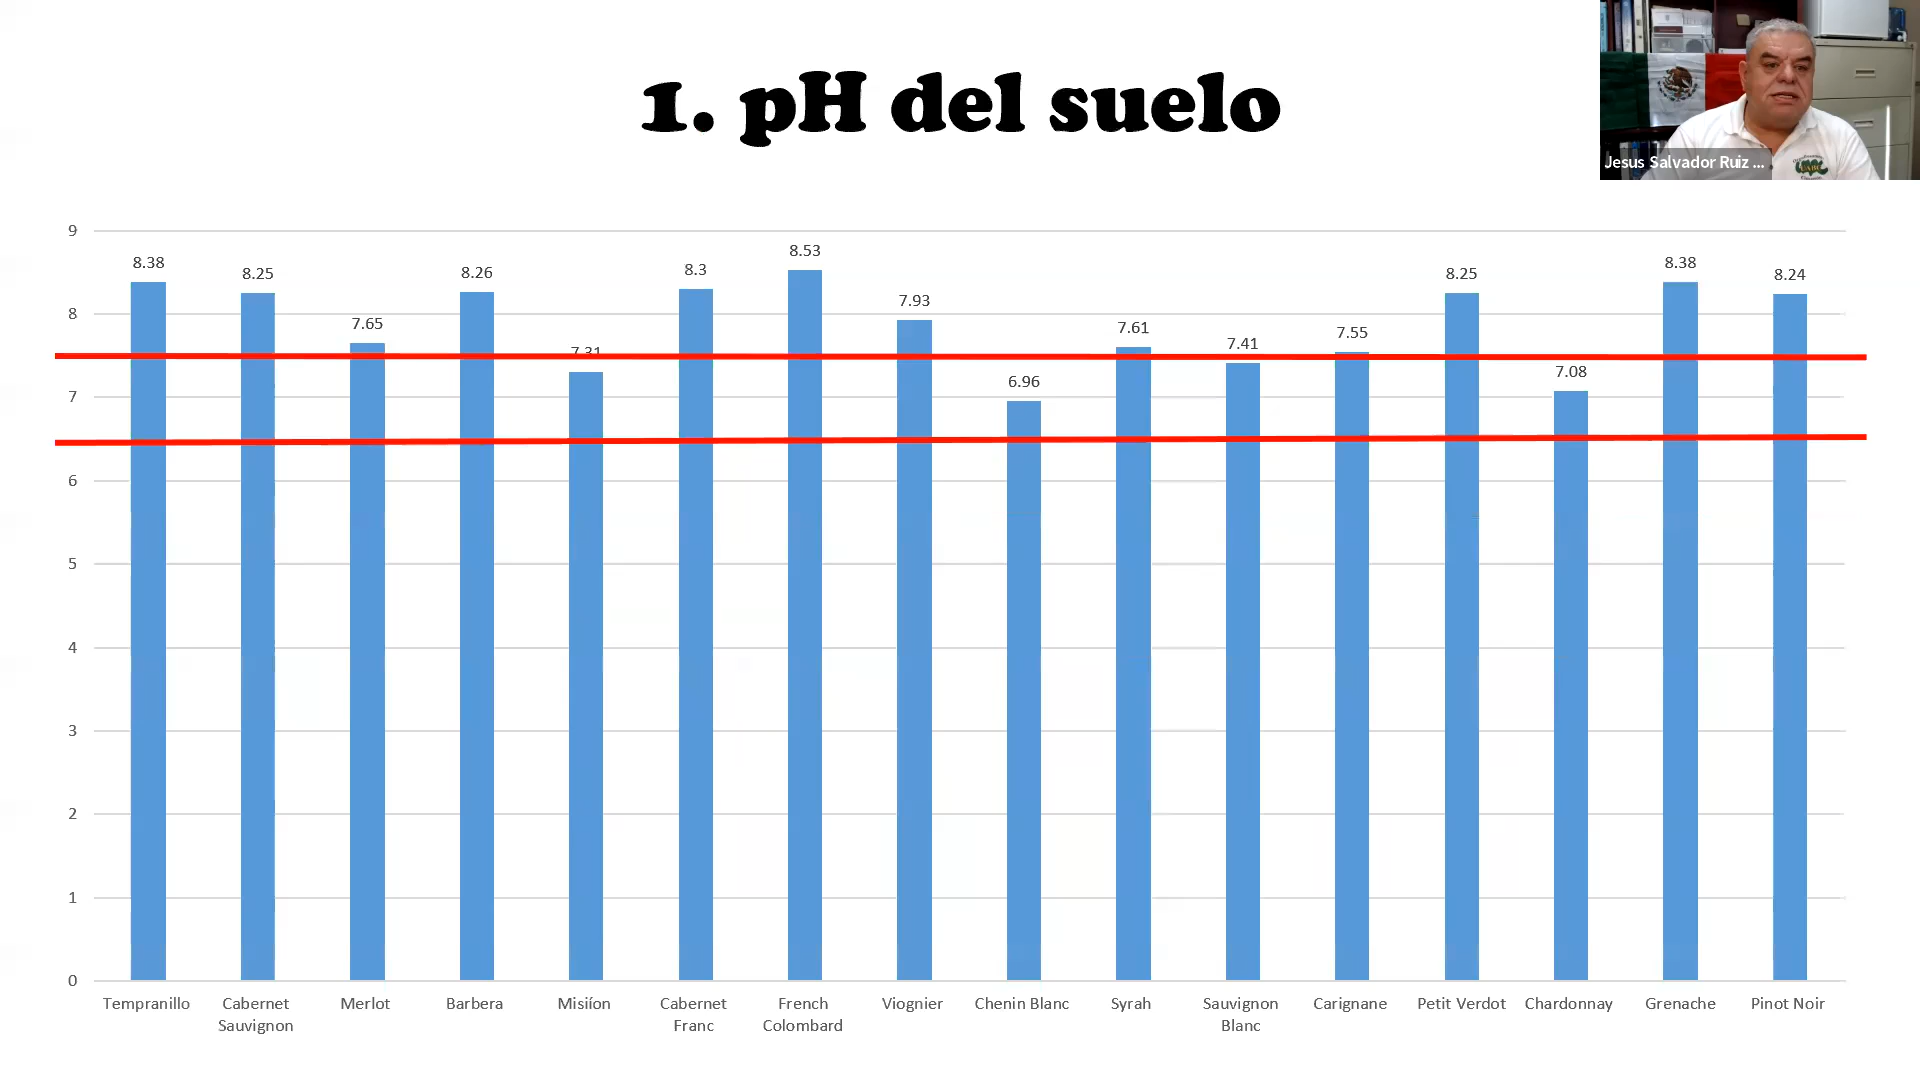 1. pH del suelo
Jesus Salvador Ruiz ...
UABC
9
8
7
6
5
4
3
2
1
0
8.38
8.25
7.65
8.26
7.31
8.3
8.53
7.93
6.96
7.61
7.41
7.55
8.25
7.08
8.38
8.24
Tempranillo
Cabernet
Sauvignon
Merlot
Barbera
Misiíon
Cabernet
Franc
French
Colombard
Viognier
Chenin Blanc
Syrah
Sauvignon
Blanc
Carignane
Petit Verdot
Chardonnay
Grenache
Pinot Noir